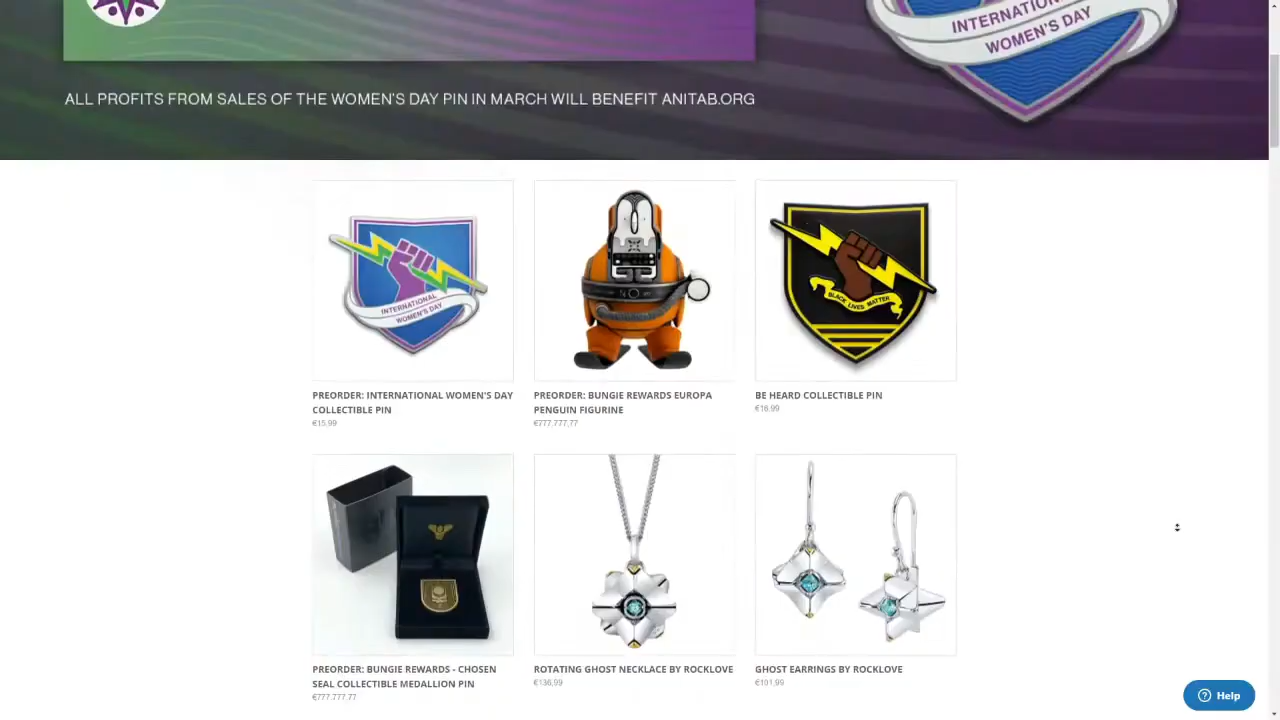 INTERNATIONAL
WOMEN'S DAY
ALL PROFITS FROM SALES OF THE WOMEN'S DAY PIN IN MARCH WILL BENEFIT ANITAB.ORG
INTERNATIONAL
WOMEN'S DAY
NO
BLACK LIVES MATTER
PREORDER: INTERNATIONAL WOMEN'S DAY
COLLECTIBLE PIN
€15,99
PREORDER: BUNGIE REWARDS EUROPA
PENGUIN FIGURINE
€777.777,77
BE HEARD COLLECTIBLE PIN
€16,99
PREORDER: BUNGIE REWARDS - CHOSEN
SEAL COLLECTIBLE MEDALLION PIN
€777.777,77
ROTATING GHOST NECKLACE BY ROCKLOVE
€136,99
GHOST EARRINGS BY ROCKLOVE
€101,99
Help